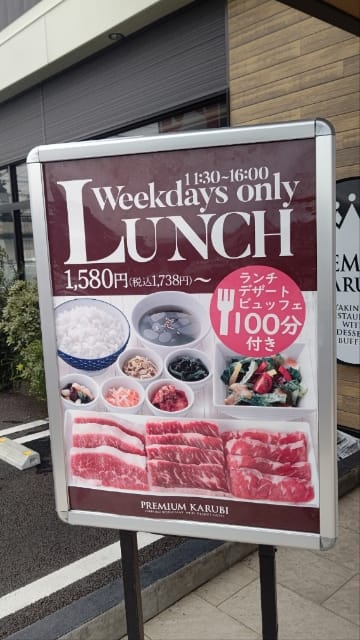 11:30~16:00
Weekdays only
LUNCH
1,580円(税込1,738円)～
ランチ
デザート
ビュッフェ
100分
付き
PREMIUM KARUBI